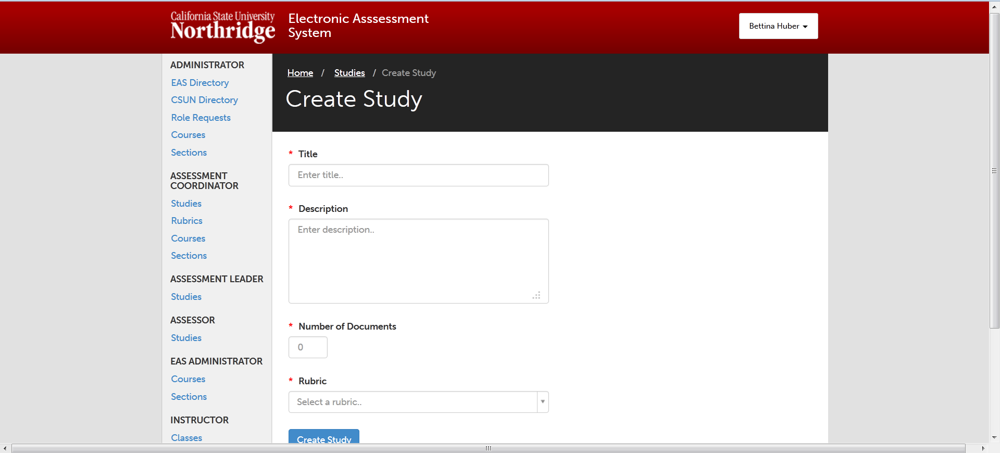 California State University
Northridge
Electronic Asssessment
System
Bettina Huber
ADMINISTRATOR
EAS Directory
CSUN Directory
Role Requests
Courses
Sections
ASSESSMENT
COORDINATOR
Studies
Rubrics
Courses
Sections
ASSESSMENT LEADER
Studies
ASSESSOR
Studies
EAS ADMINISTRATOR
Courses
Sections
INSTRUCTOR
Classes
Home / Studies / Create Study
Create Study
* Title
Enter title..
* Description
Enter description..
* Number of Documents
0
* Rubric
Select a rubric..
Create Study